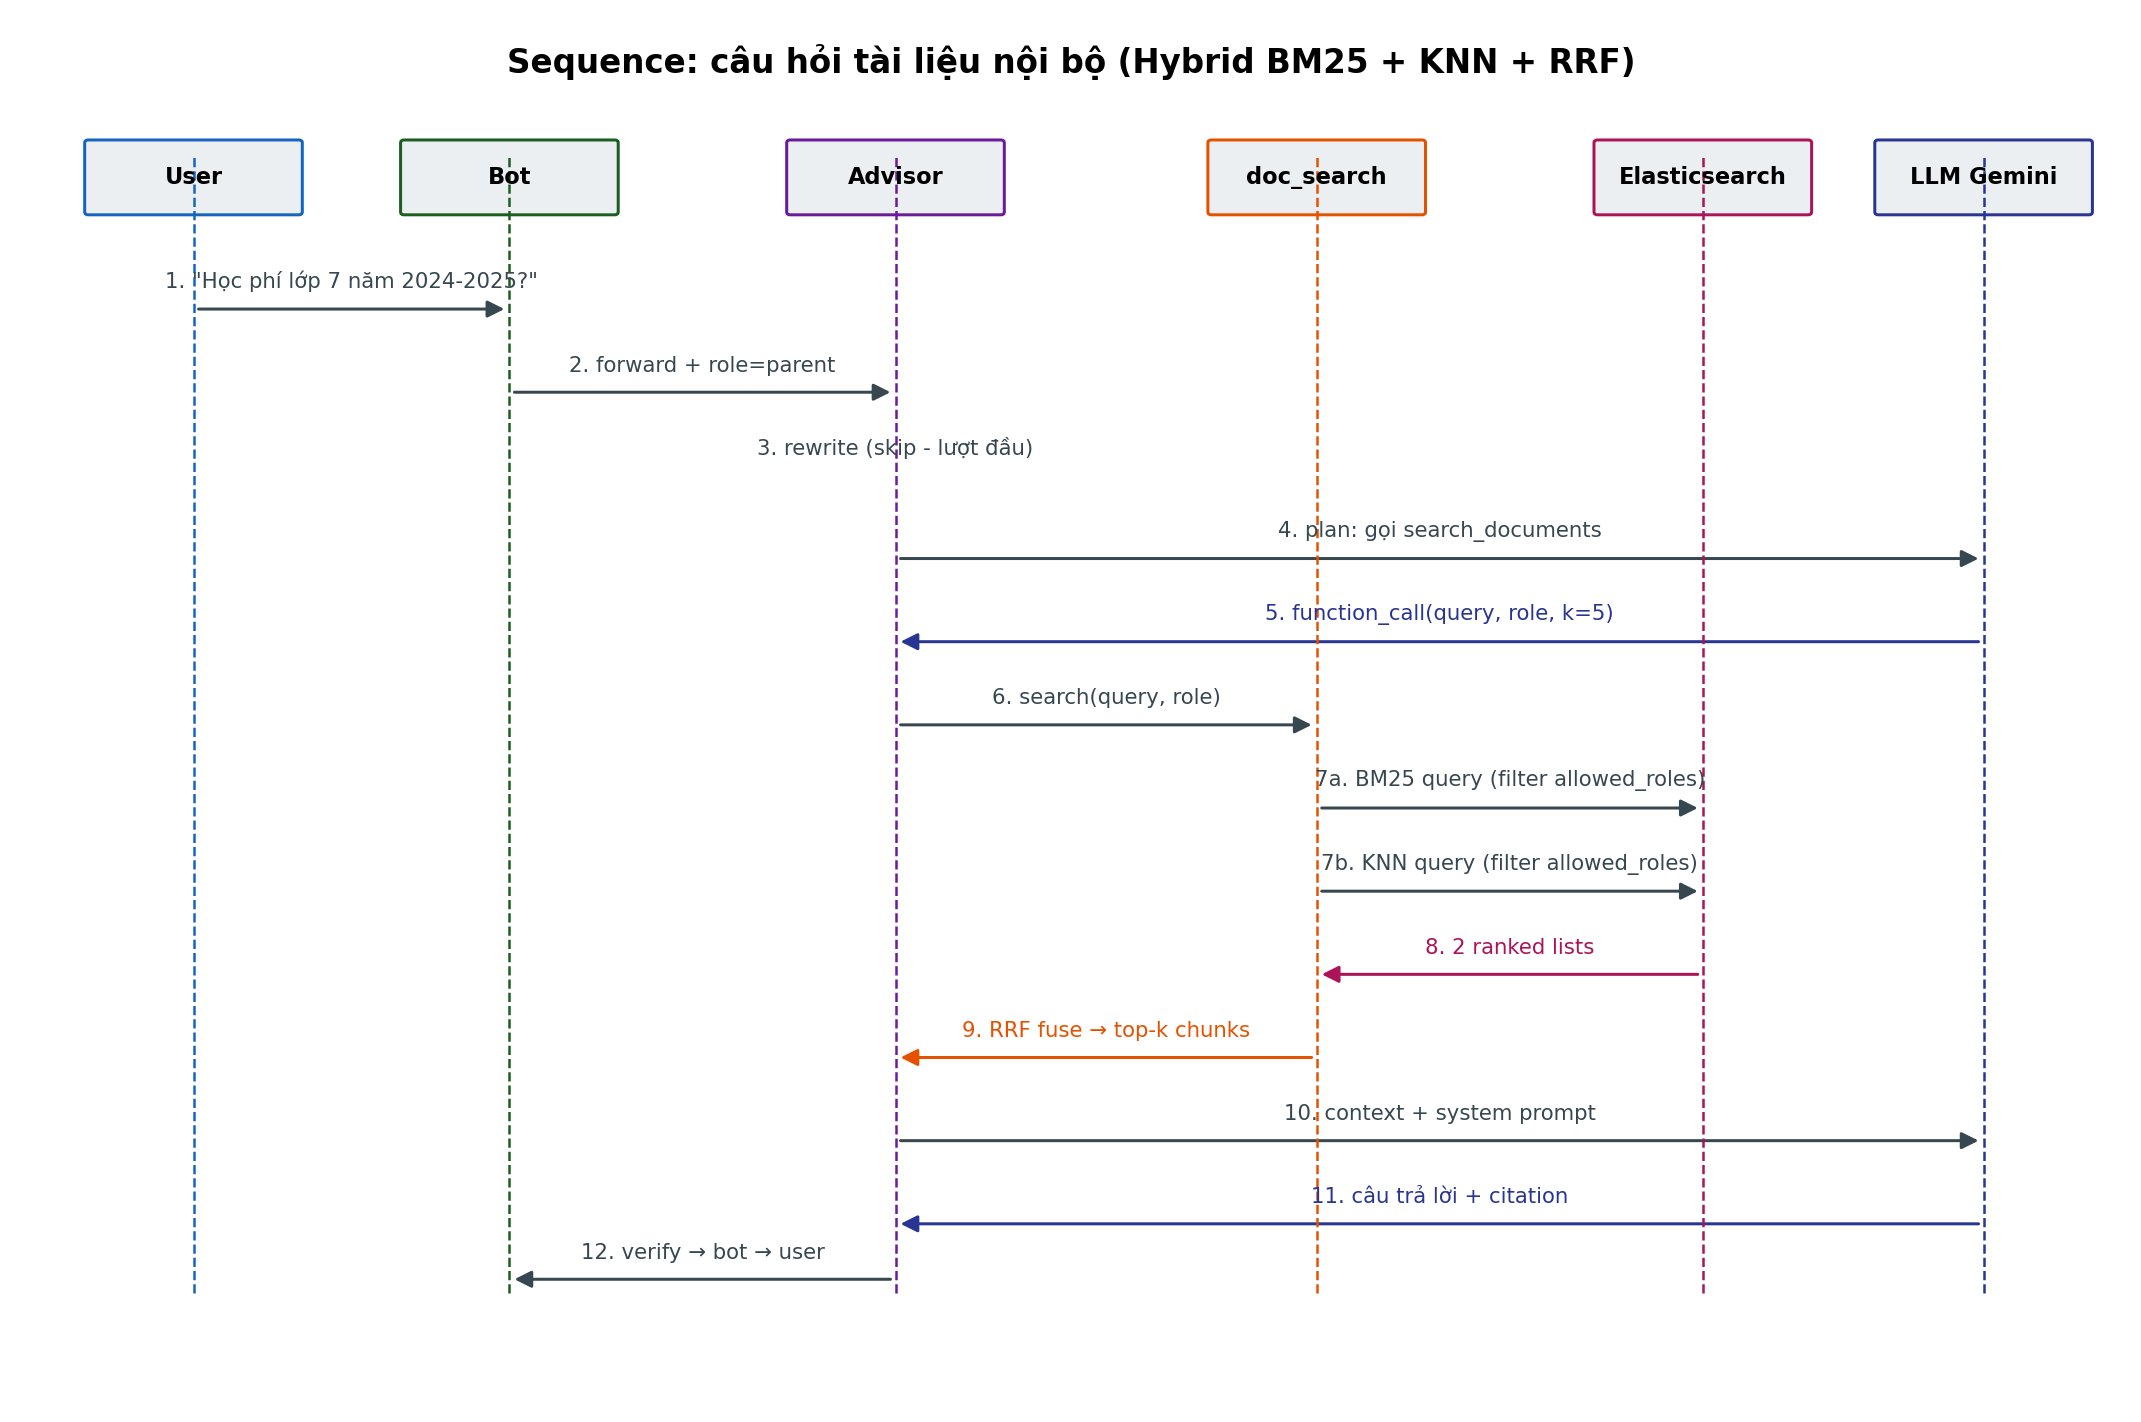 Sequence: câu hỏi tài liệu nội bộ (Hybrid BM25 + KNN + RRF)
User
Bot
Advisor
doc_search
Elasticsearch
LLM Gemini
1. "Học phí lớp 7 năm 2024-2025?"
2. forward + role=parent
3. rewrite (skip - lượt đầu)
4. plan: gọi search_documents
5. function_call(query, role, k=5)
6. search(query, role)
7a. BM25 query (filter allowed_roles)
7b. KNN query (filter allowed_roles)
8. 2 ranked lists
9. RRF fuse → top-k chunks
10. context + system prompt
11. câu trả lời + citation
12. verify → bot → user